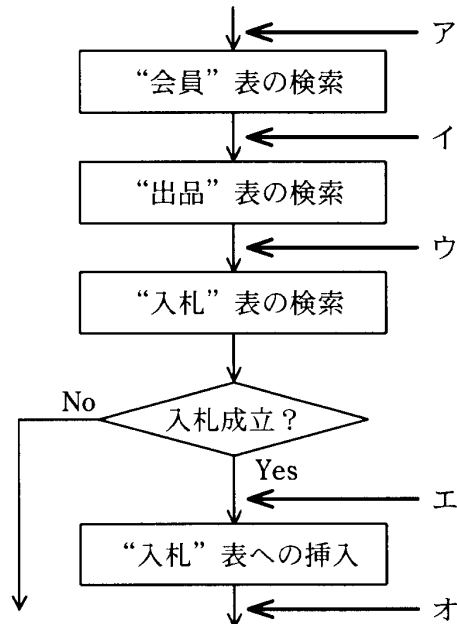 ア
“会員” 表の検索
イ
“出品” 表の検索
ウ
“入札” 表の検索
入札成立？
No
Yes
エ
“入札” 表への挿入
オ